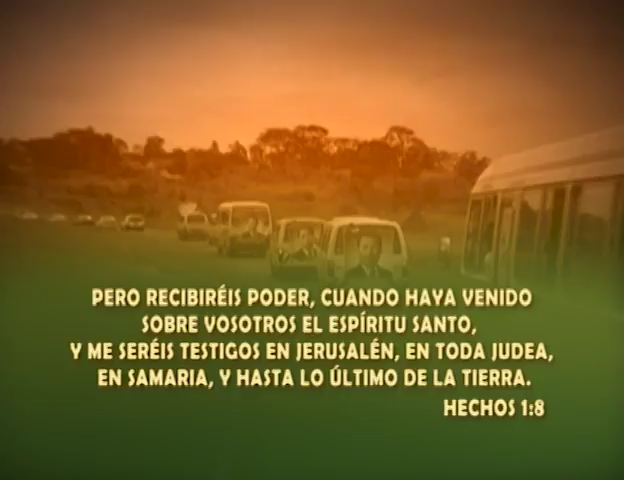 PERO RECIBIRÉIS PODER, CUANDO HAYA VENIDO
SOBRE VOSOTROS EL ESPÍRITU SANTO,
Y ME SERÉIS TESTIGOS EN JERUSALÉN, EN TODA JUDEA,
EN SAMARIA, Y HASTA LO ÚLTIMO DE LA TIERRA.
HECHOS 1:8